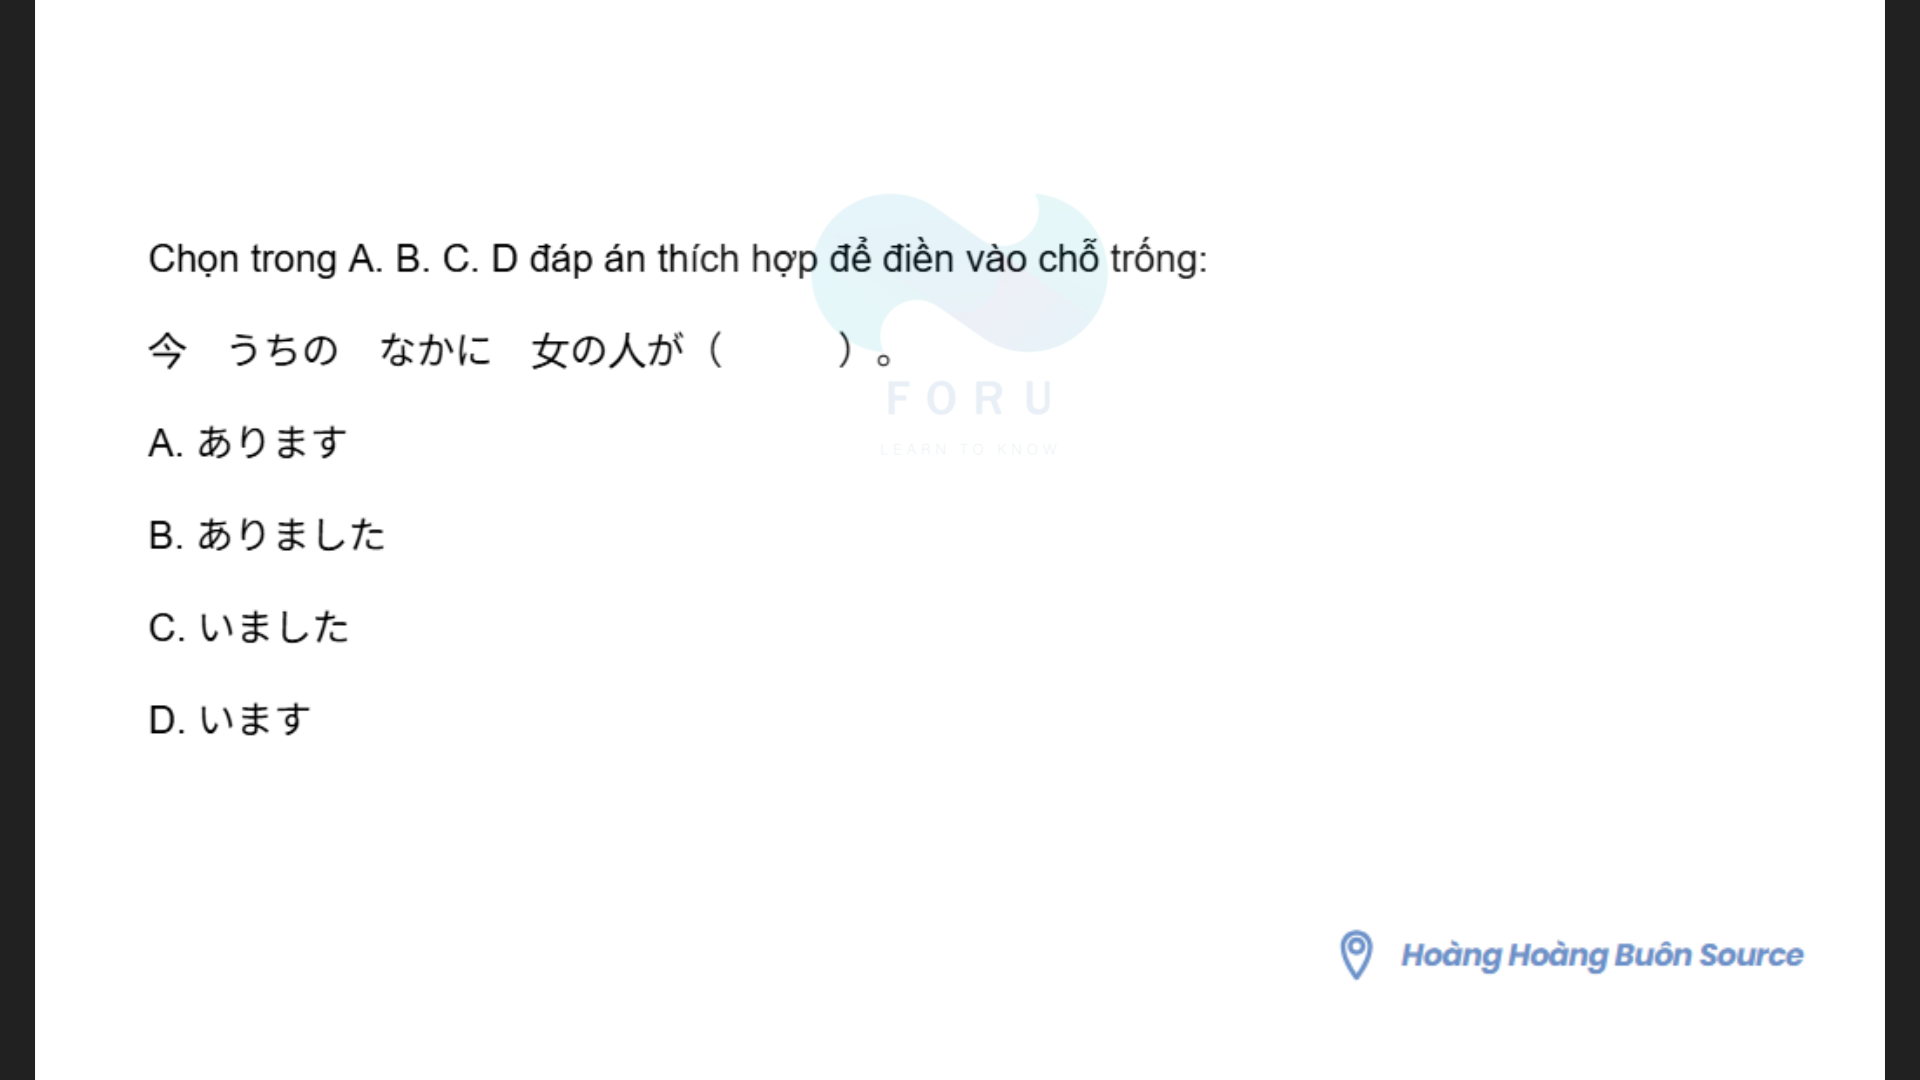 Chọn trong A. B. C. D đáp án thích hợp để điền vào chỗ trống:
今　うちの　なかに　女の人が（　　　）。
A. あります
B. ありました
C. いました
D. います
FORU
LEARN TO KNOW
Hoàng Hoàng Buôn Source